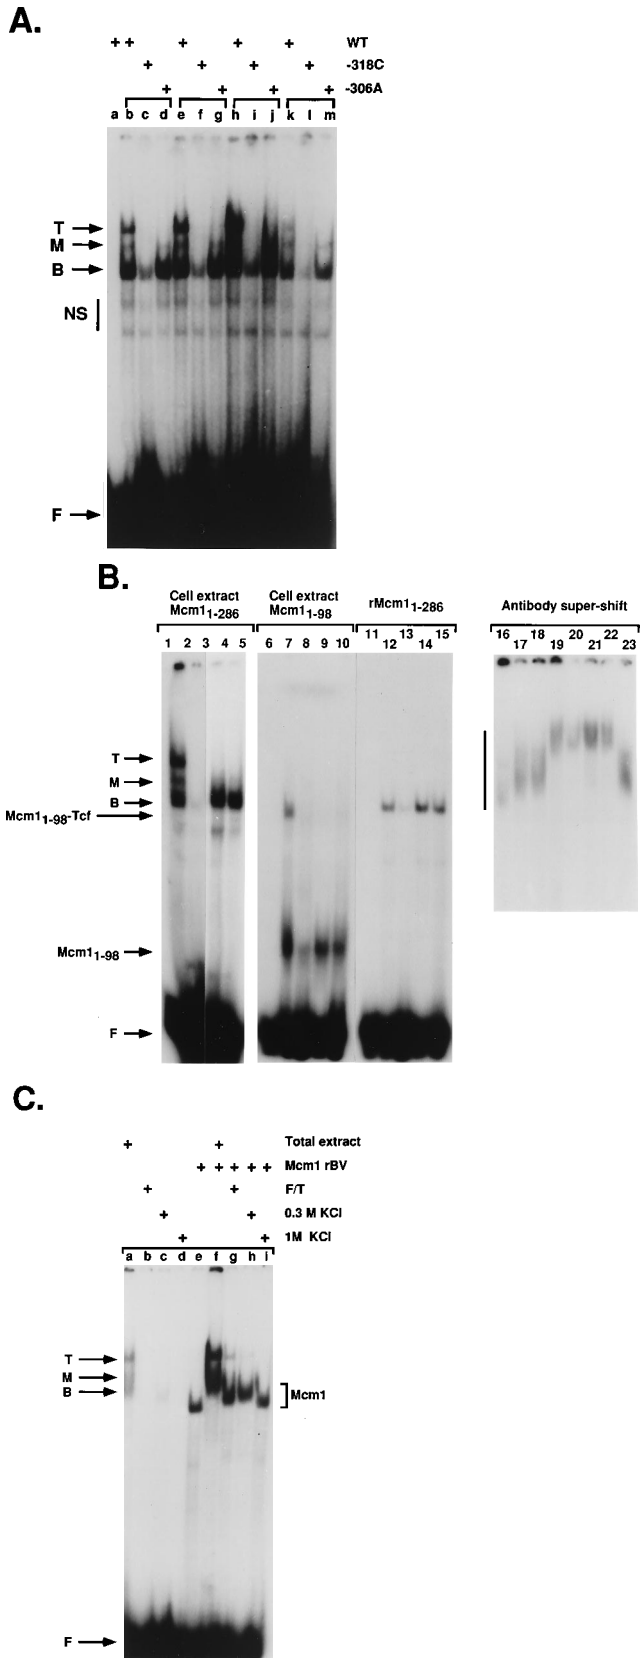 A.
+ + + + + WT
+ + + + -318C
+ + + + -306A
a b c d e f g h i j k l m
T
M
B
NS
F
B.
Cell extract Cell extract rMcm11-286 Antibody super-shift
Mcm11-286 Mcm11-98
1 2 3 4 5 6 7 8 9 10 11 12 13 14 15 16 17 18 19 20 21 22 23
T
M
B
Mcm11-98-Tcf
Mcm11-98
F
C.
+ + Total extract
+ + + + + Mcm1 rBV
+ + F/T
+ + 0.3 M KCl
+ + 1M KCl
a b c d e f g h i
T
M
B
Mcm1
F